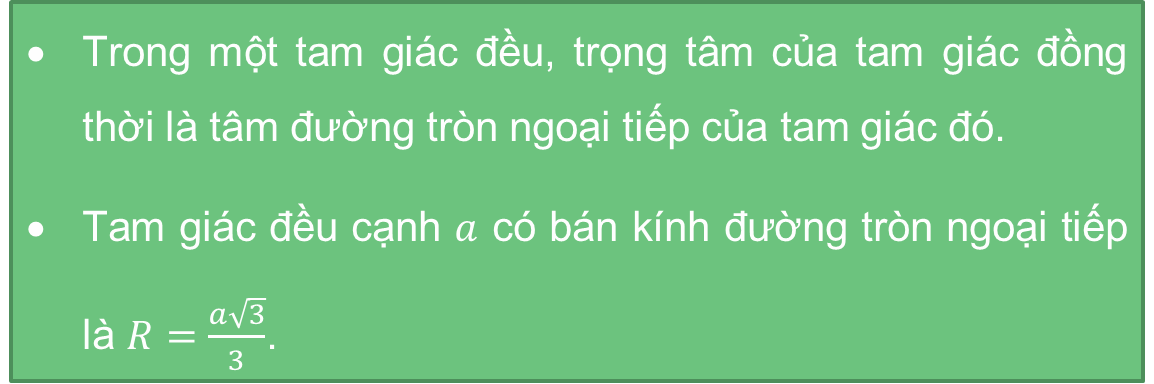 • Trong một tam giác đều, trọng tâm của tam giác đồng
thời là tâm đường tròn ngoại tiếp của tam giác đó.
• Tam giác đều cạnh a có bán kính đường tròn ngoại tiếp
là R = a√3/3.